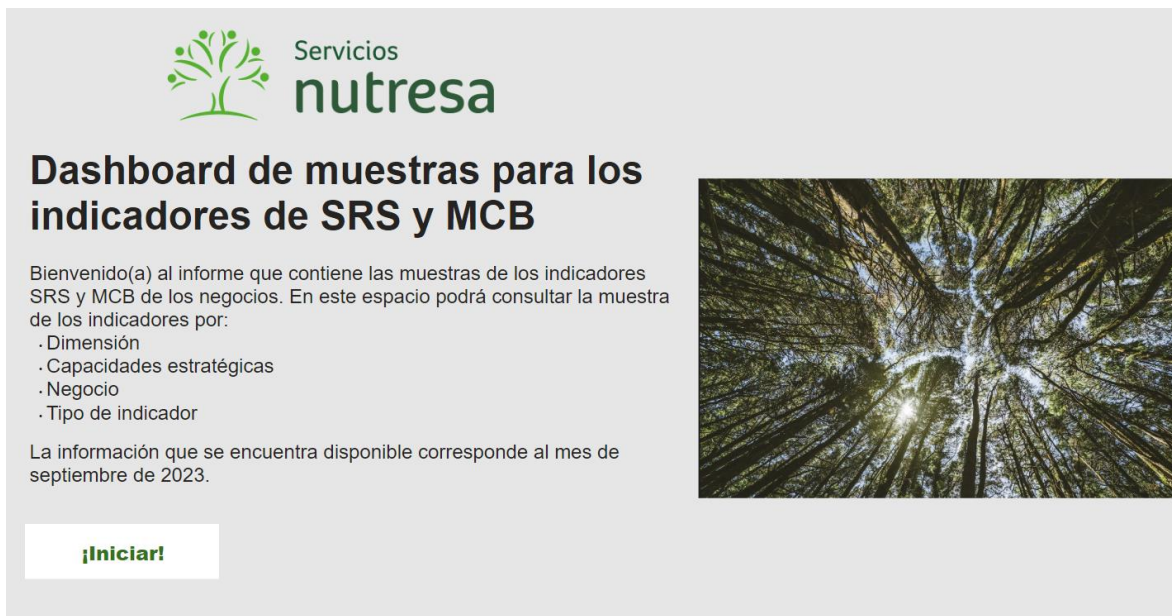 Servicios
nutresa
Dashboard de muestras para los
indicadores de SRS y MCB
Bienvenido(a) al informe que contiene las muestras de los indicadores
SRS y MCB de los negocios. En este espacio podrá consultar la muestra
de los indicadores por:
· Dimensión
· Capacidades estratégicas
· Negocio
· Tipo de indicador
La información que se encuentra disponible corresponde al mes de
septiembre de 2023.
¡Iniciar!